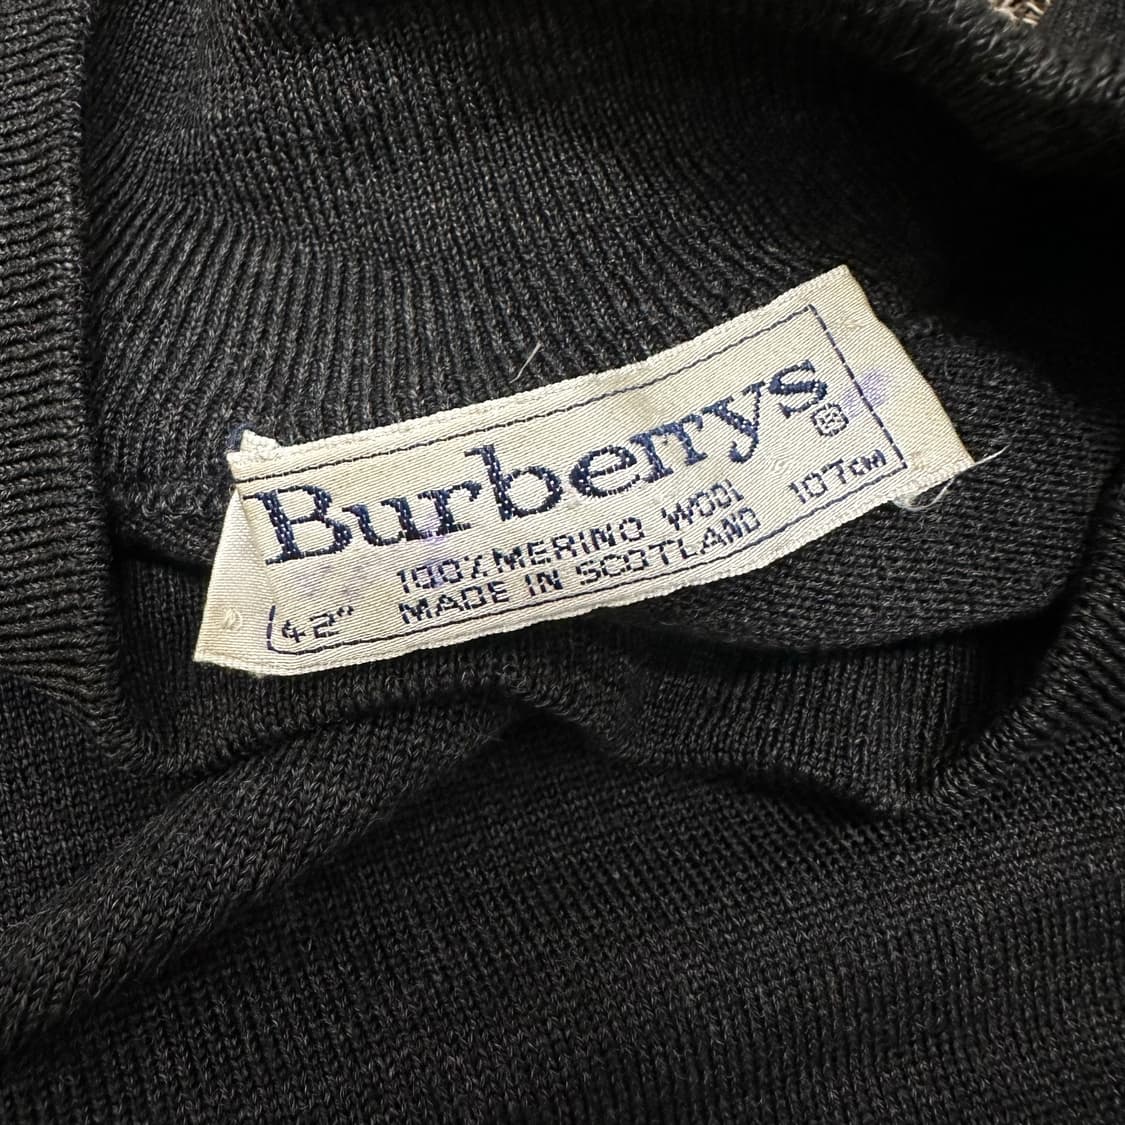 Burberrys®
100% MERINO WOOL
42" MADE IN SCOTLAND 107cm